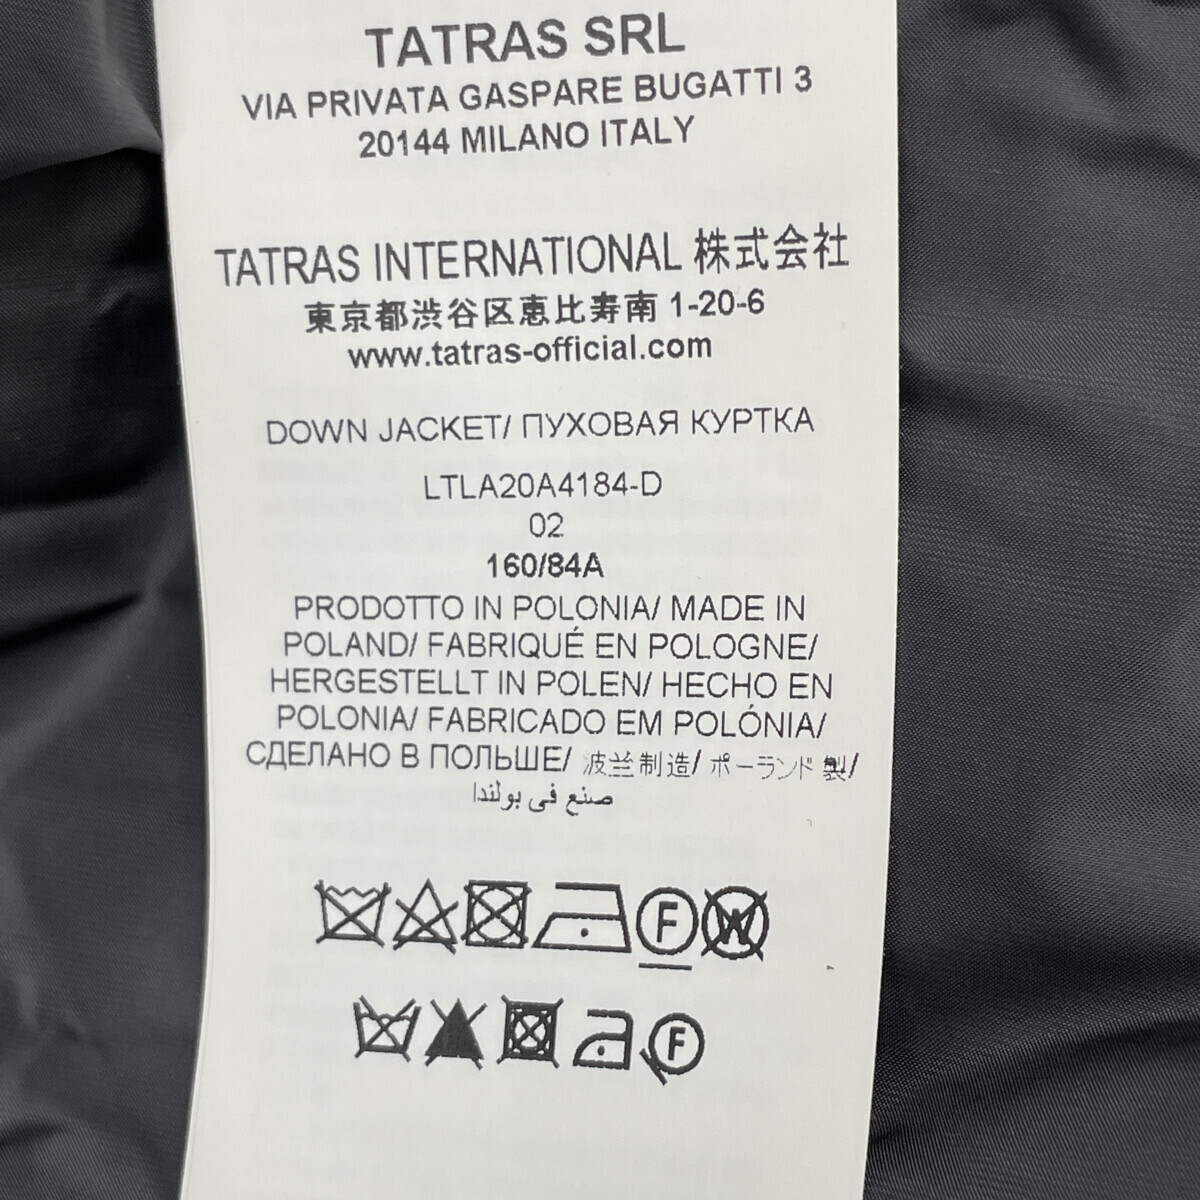 TATRAS SRL
VIA PRIVATA GASPARE BUGATTI 3
20144 MILANO ITALY
TATRAS INTERNATIONAL 株式会社
東京都渋谷区恵比寿南 1-20-6
www.tatras-official.com
DOWN JACKET/ ПУХОВАЯ КУРТКА
LTLA20A4184-D
02
160/84A
PRODOTTO IN POLONIA/ MADE IN
POLAND/ FABRIQUÉ EN POLOGNE/
HERGESTELLT IN POLEN/ HECHO EN
POLONIA/ FABRICADO EM POLÓNIA/
СДЕЛАНО В ПОЛЬШЕ/ 波兰制造/ ポーランド製/
صنع في بولندا
F W
F